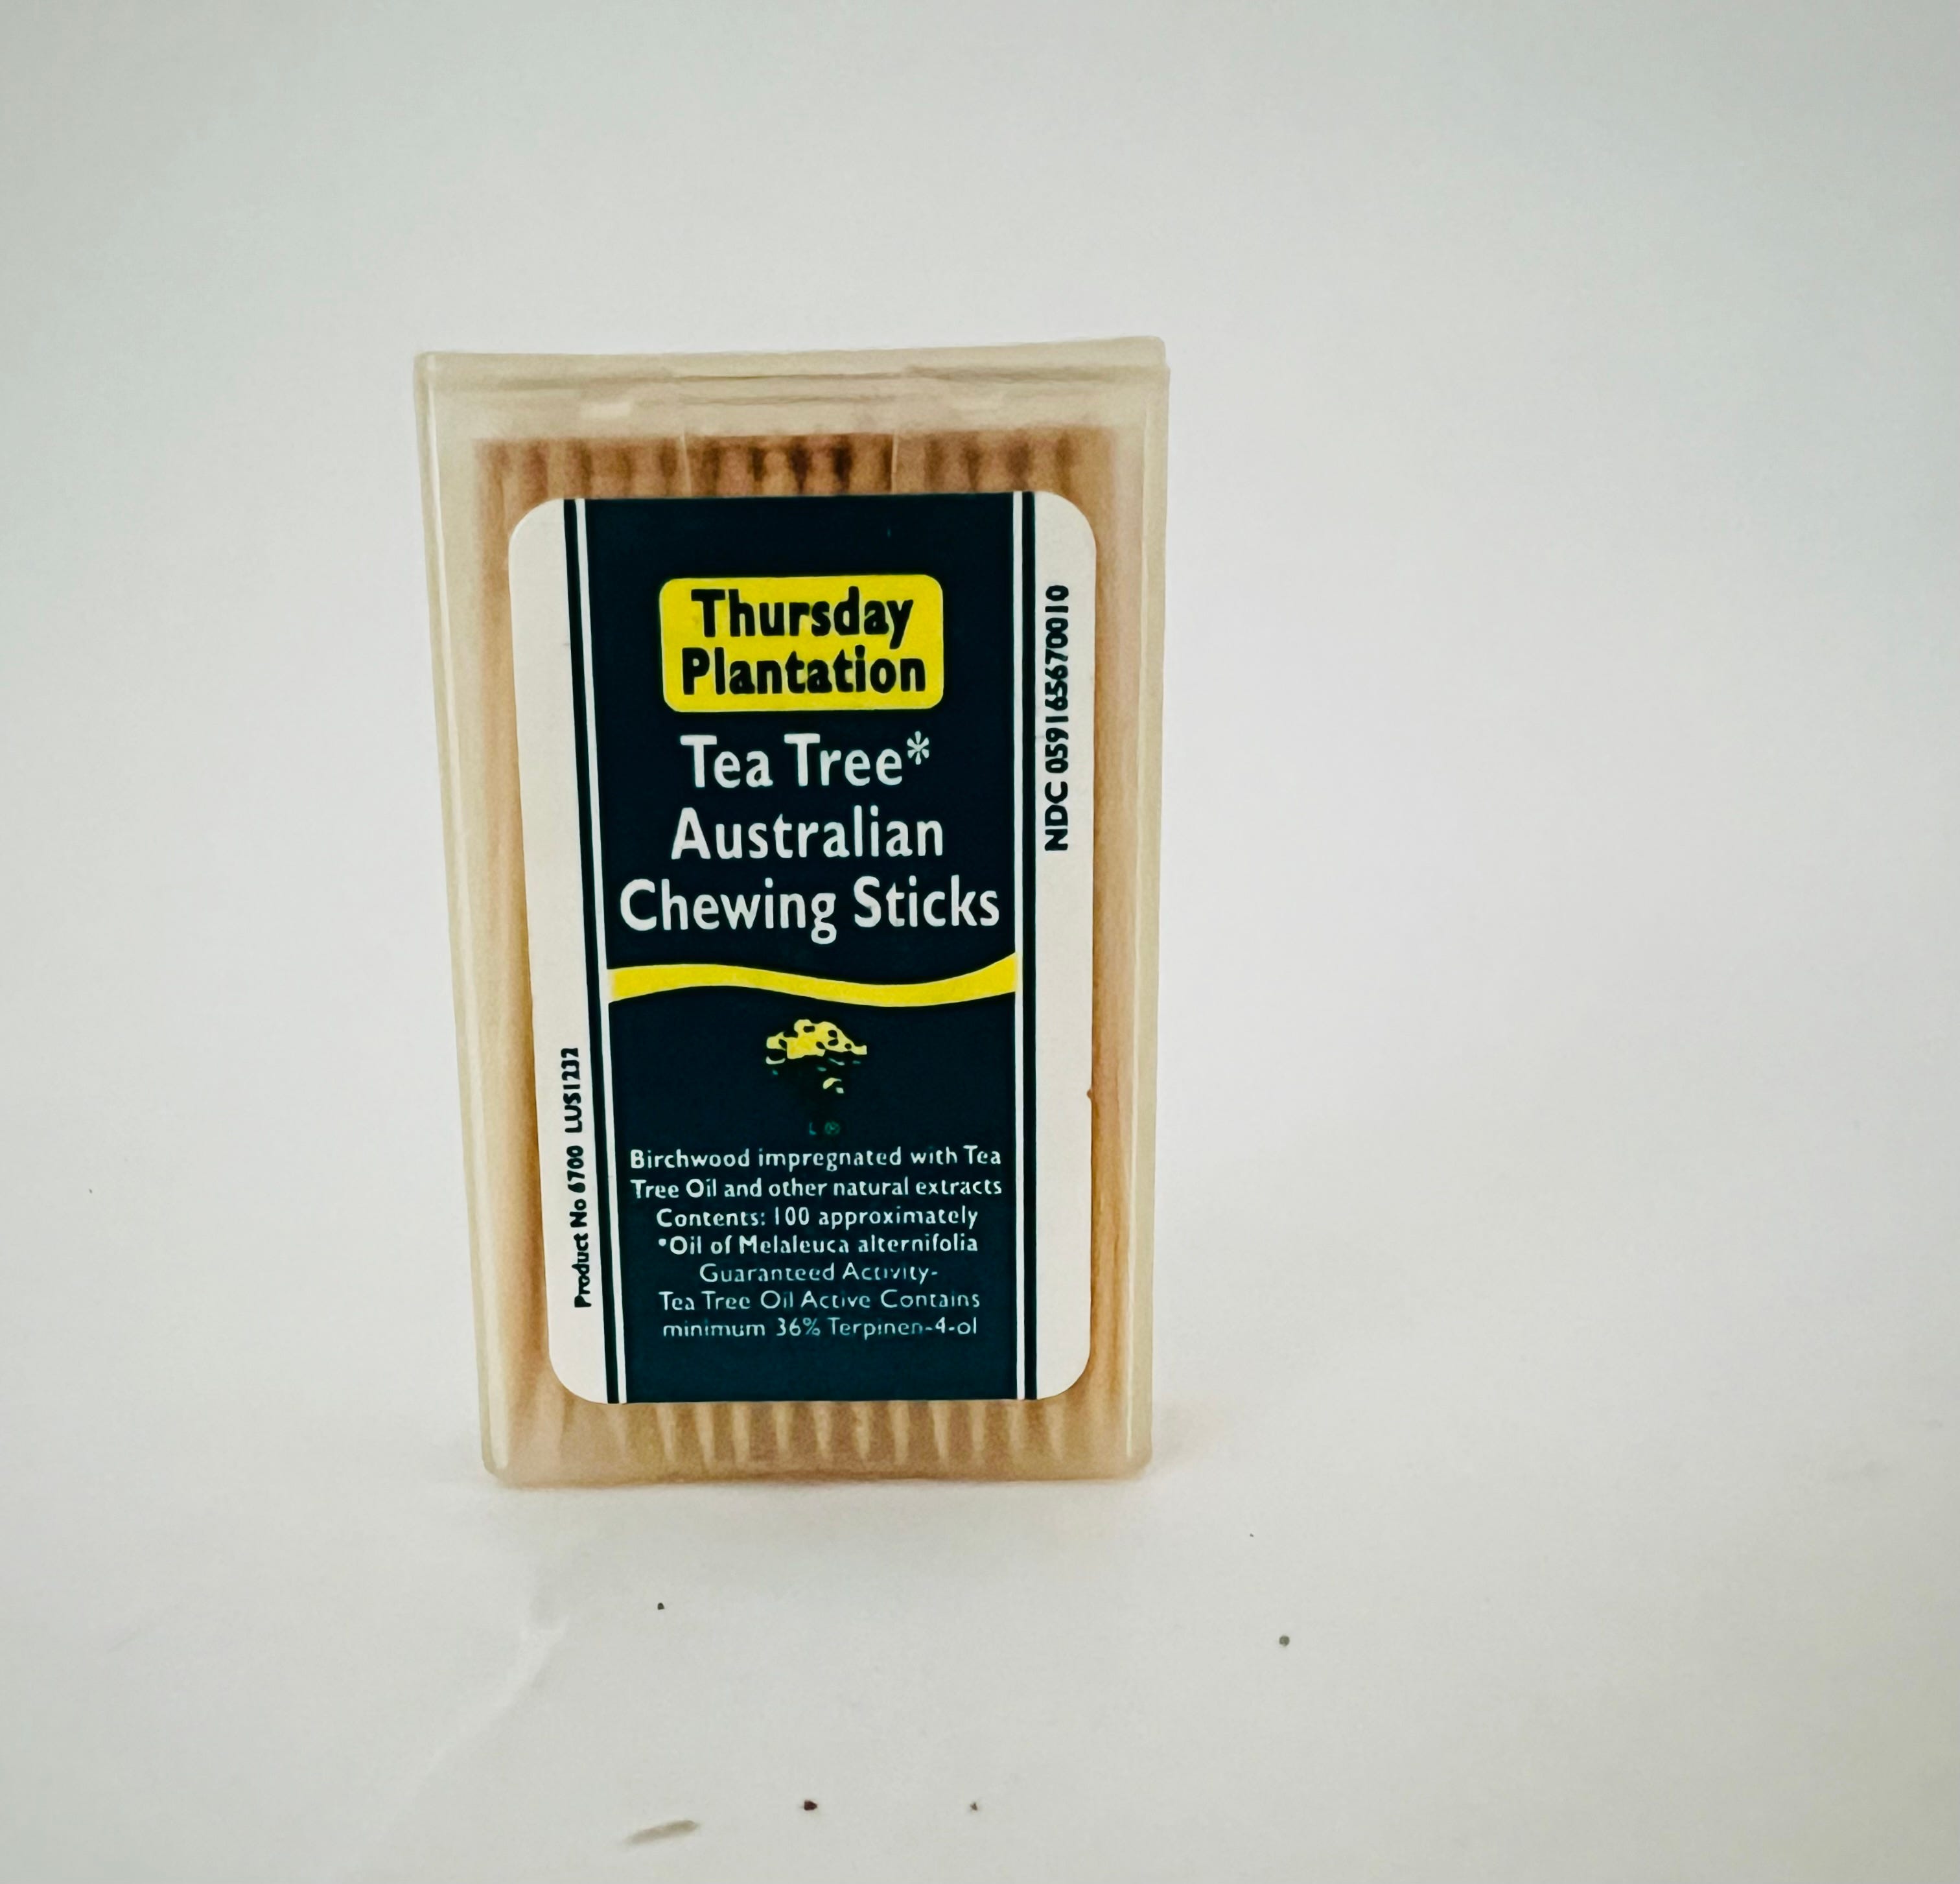 Thursday
Plantation
Tea Tree*
Australian
Chewing Sticks
Birchwood impregnated with Tea
Tree Oil and other natural extracts
Contents: 100 approximately
*Oil of Melaleuca alternifolia
Guaranteed Activity-
Tea Tree Oil Active Contains
minimum 36% Terpinen-4-ol
Product No 6700 LUS1232
NDC 059165670010